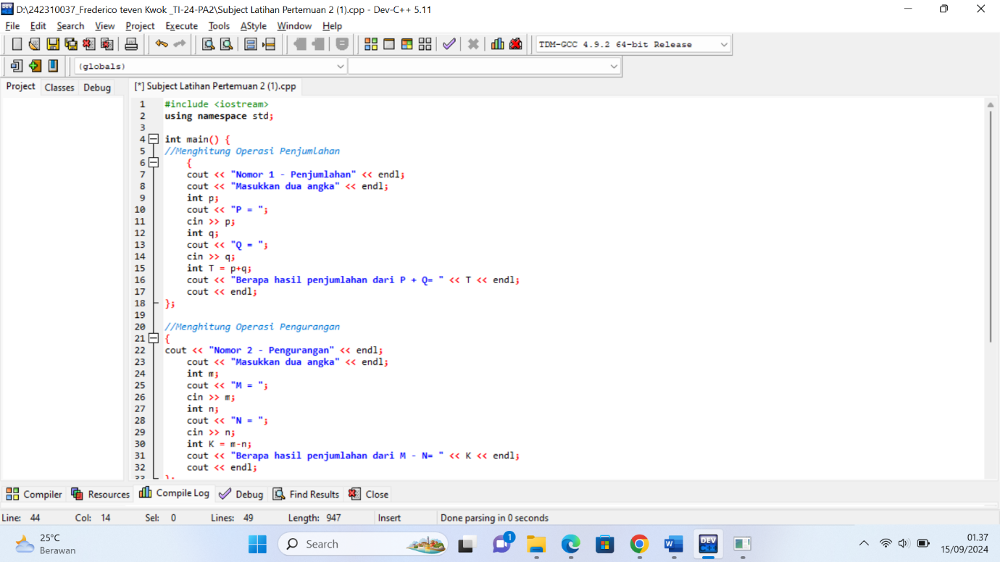 D:\242310037_Frederico teven Kwok _TI-24-PA2\Subject Latihan Pertemuan 2 (1).cpp - Dev-C++ 5.11
File Edit Search View Project Execute Tools AStyle Window Help
TDM-GCC 4.9.2 64-bit Release
(globals)
Project Classes Debug [*] Subject Latihan Pertemuan 2 (1).cpp
1 #include <iostream>
2 using namespace std;
3
4 int main() {
5 //Menghitung Operasi Penjumlahan
6 {
7 cout << "Nomor 1 - Penjumlahan" << endl;
8 cout << "Masukkan dua angka" << endl;
9 int p;
10 cout << "P = ";
11 cin >> p;
12 int q;
13 cout << "Q = ";
14 cin >> q;
15 int T = p+q;
16 cout << "Berapa hasil penjumlahan dari P + Q= " << T << endl;
17 cout << endl;
18 };
19
20 //Menghitung Operasi Pengurangan
21 {
22 cout << "Nomor 2 - Pengurangan" << endl;
23 cout << "Masukkan dua angka" << endl;
24 int m;
25 cout << "M = ";
26 cin >> m;
27 int n;
28 cout << "N = ";
29 cin >> n;
30 int K = m-n;
31 cout << "Berapa hasil penjumlahan dari M - N= " << K << endl;
32 cout << endl;
33 };
Compiler Resources Compile Log Debug Find Results Close
Line: 44 Col: 14 Sel: 0 Lines: 49 Length: 947 Insert Done parsing in 0 seconds
25°C
Berawan
Search
1
W
DEV
01.37
15/09/2024